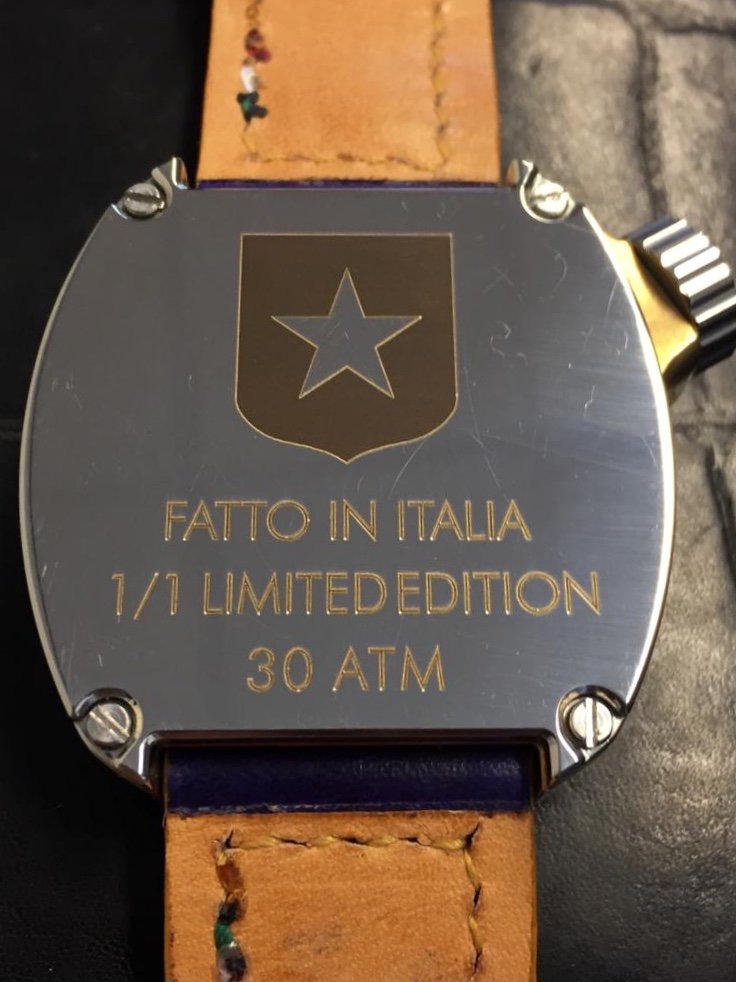 FATTO IN ITALIA
1/1 LIMITED EDITION
30 ATM